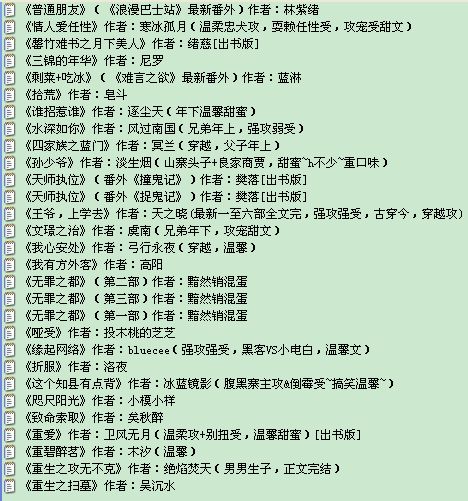 《普通朋友》(《浪漫巴士站》最新番外)作者：林紫绪
《情人爱任性》作者：寒冰孤月(温柔忠犬攻，耍赖任性受，攻宠受甜文)
《馨竹难书之月下美人》作者：绪慈[出书版]
《三锦的年华》作者：尼罗
《剩菜+吃冰》(《难言之欲》最新番外)作者：蓝淋
《拾荒》作者：皂斗
《谁招惹谁》作者：逐尘天(年下温馨甜蜜)
《水深如你》作者：风过南国(兄弟年上，强攻弱受)
《四家族之蓝门》作者：冥兰(穿越，父子年上)
《孙少爷》作者：淡生烟(山寨头子+良家商贾，甜蜜~h不少~重口味)
《天师执位》(番外《撞鬼记》)作者：樊落[出书版]
《天师执位》(番外《捉鬼记》)作者：樊落[出书版]
《王爷，上学去》作者：天之晓(最新一至六部全文完，强攻强受，古穿今，穿越攻)
《文璟之治》作者：虞南(兄弟年下，攻宠甜文)
《我心安处》作者：弓行永夜(穿越，温馨)
《我有方外客》作者：高阳
《无罪之都》(第二部)作者：黯然销混蛋
《无罪之都》(第三部)作者：黯然销混蛋
《无罪之都》(第一部)作者：黯然销混蛋
《哑受》作者：投木桃的芝芝
《缘起网络》作者：bluecee(强攻强受，黑客VS小电白，温馨文)
《折服》作者：洛夜
《这个知县有点背》作者：冰蓝镜影(腹黑寨主攻&倒霉受~搞笑温馨~)
《咫尺阳光》作者：小模小样
《致命索取》作者：矣秋醉
《重爱》作者：卫风无月(温柔攻+别扭受，温馨甜蜜)[出书版]
《重碧醉茗》作者：木汐(温馨)
《重生之攻无不克》作者：绝焰焚天(男男生子，正文完结)
《重生之扫墓》作者：吴沉水